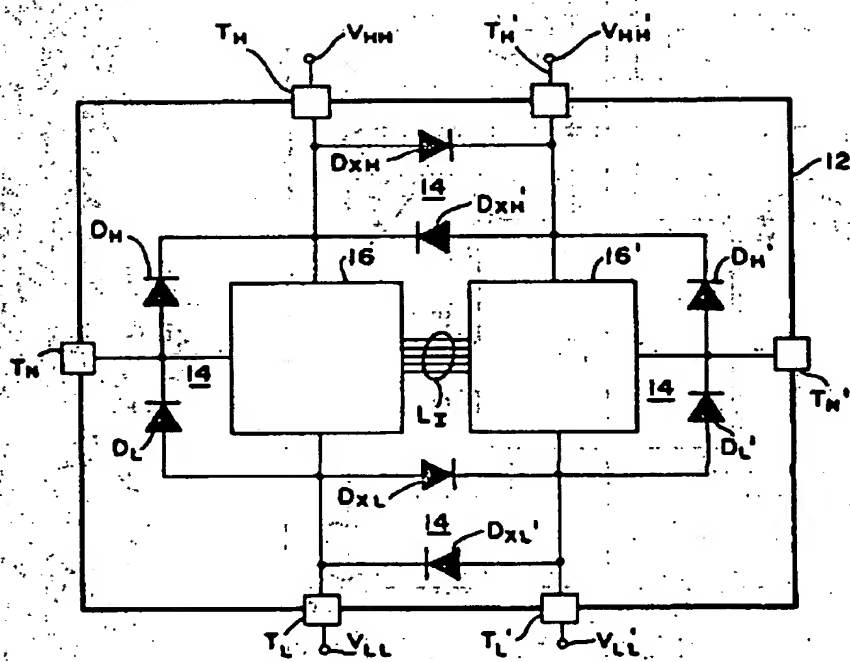 TH VHH TH' VHH'
12
DXH
14
DXH'
DH 16 16' DH'
TN 14 14 TN'
LI
DL DL'
DXL
14 DXL'
TL VLL TL' VLL'